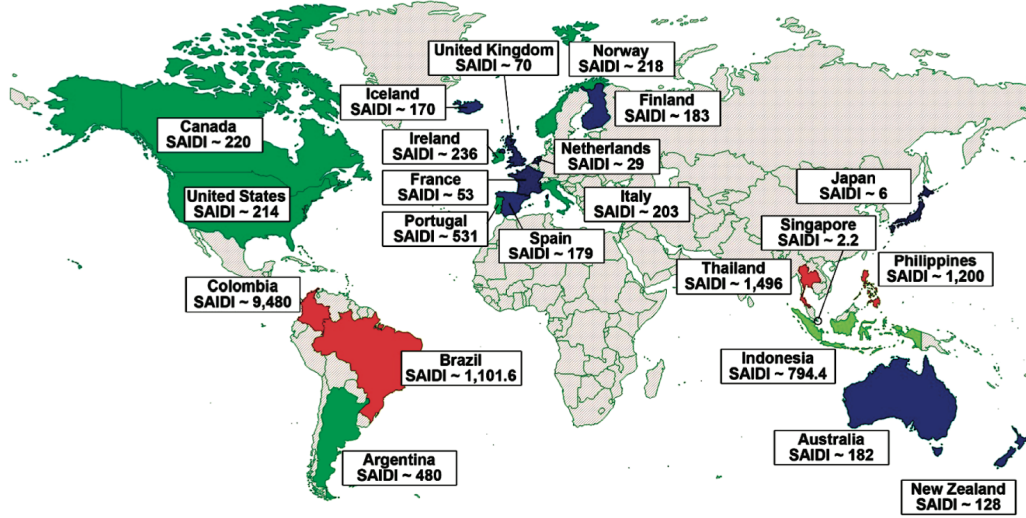 United Kingdom
SAIDI ~ 70
Norway
SAIDI ~ 218
Iceland
SAIDI ~ 170
Finland
SAIDI ~ 183
Canada
SAIDI ~ 220
Ireland
SAIDI ~ 236
Netherlands
SAIDI ~ 29
United States
SAIDI ~ 214
France
SAIDI ~ 53
Italy
SAIDI ~ 203
Japan
SAIDI ~ 6
Portugal
SAIDI ~ 531
Spain
SAIDI ~ 179
Singapore
SAIDI ~ 2.2
Thailand
SAIDI ~ 1,496
Philippines
SAIDI ~ 1,200
Colombia
SAIDI ~ 9,480
Brazil
SAIDI ~ 1,101.6
Indonesia
SAIDI ~ 794.4
Argentina
SAIDI ~ 480
Australia
SAIDI ~ 182
New Zealand
SAIDI ~ 128